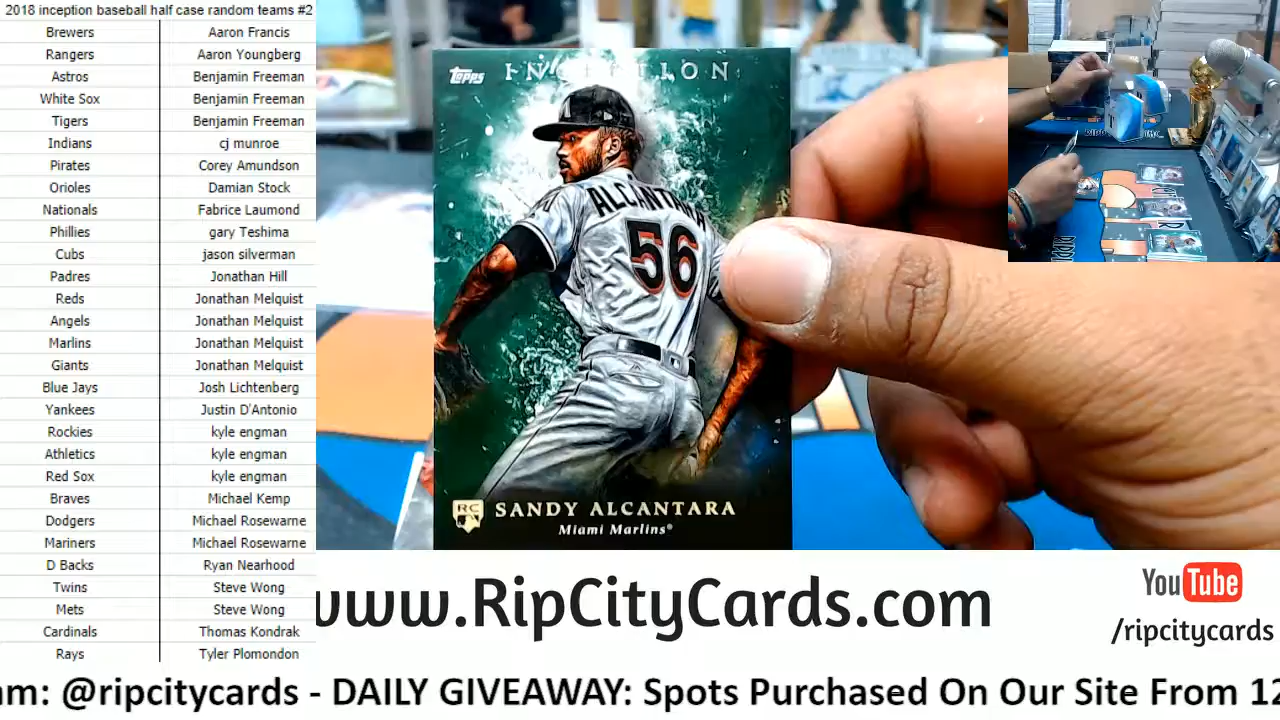 2018 inception baseball half case random teams #2
Brewers Aaron Francis
Rangers Aaron Youngberg
Astros Benjamin Freeman
White Sox Benjamin Freeman
Tigers Benjamin Freeman
Indians cj munroe
Pirates Corey Amundson
Orioles Damian Stock
Nationals Fabrice Laumond
Phillies gary Teshima
Cubs jason silverman
Padres Jonathan Hill
Reds Jonathan Melquist
Angels Jonathan Melquist
Marlins Jonathan Melquist
Giants Jonathan Melquist
Blue Jays Josh Lichtenberg
Yankees Justin D'Antonio
Rockies kyle engman
Athletics kyle engman
Red Sox kyle engman
Braves Michael Kemp
Dodgers Michael Rosewarne
Mariners Michael Rosewarne
D Backs Ryan Nearhood
Twins Steve Wong
Mets Steve Wong
Cardinals Thomas Kondrak
Rays Tyler Plomondon
Topps INCEPTION
ALCANTARA
56
RC SANDY ALCANTARA
Miami Marlins®
www.RipCityCards.com
YouTube
/ripcitycards
am: @ripcitycards - DAILY GIVEAWAY: Spots Purchased On Our Site From 12